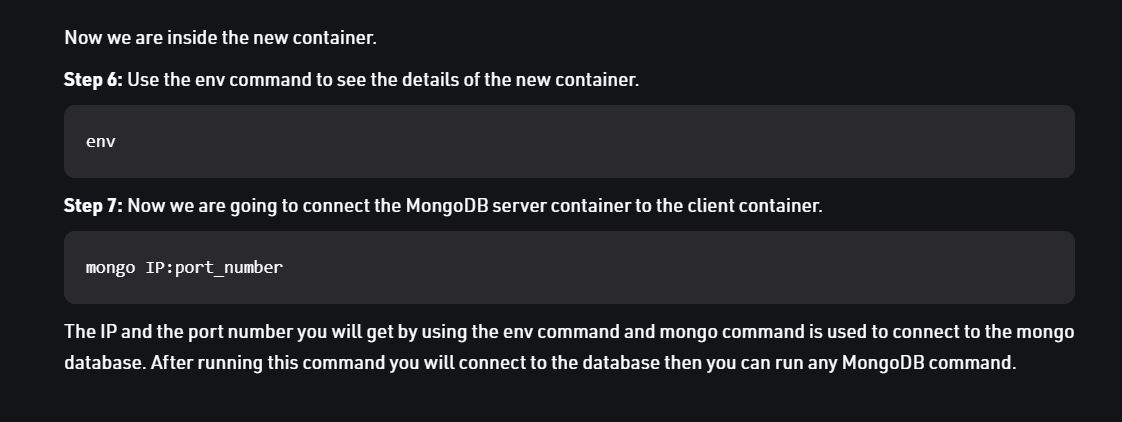 Now we are inside the new container.
Step 6: Use the env command to see the details of the new container.
env
Step 7: Now we are going to connect the MongoDB server container to the client container.
mongo IP:port_number
The IP and the port number you will get by using the env command and mongo command is used to connect to the mongo
database. After running this command you will connect to the database then you can run any MongoDB command.